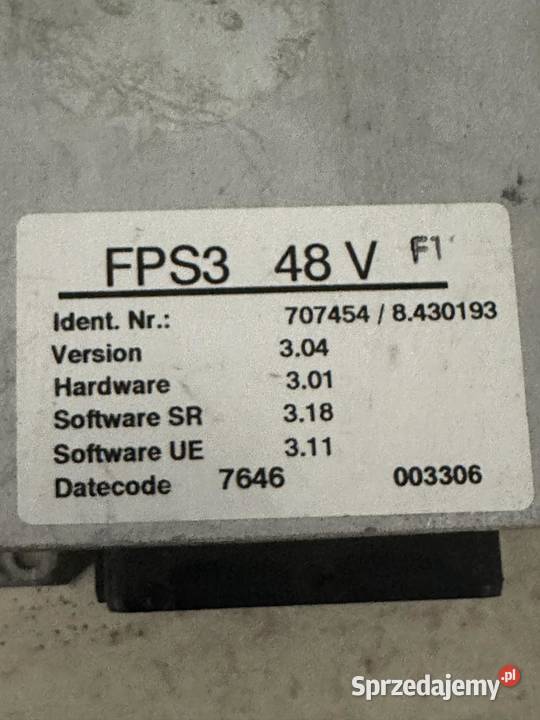 FPS3 48 V F1
Ident. Nr.: 707454 / 8.430193
Version 3.04
Hardware 3.01
Software SR 3.18
Software UE 3.11
Datecode 7646 003306
Sprzedajemy.pl